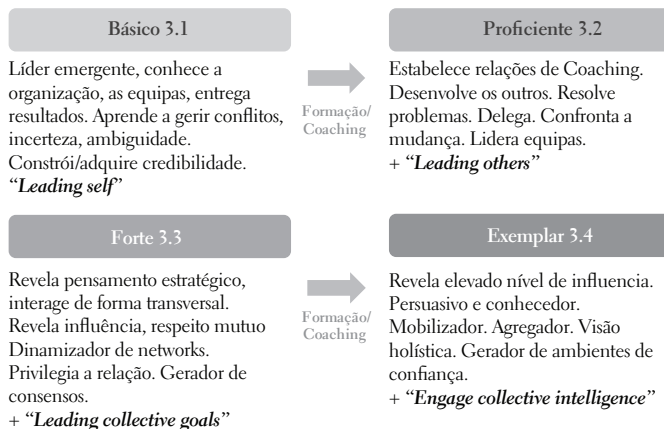 Básico 3.1
Líder emergente, conhece a
organização, as equipas, entrega
resultados. Aprende a gerir conflitos,
incerteza, ambiguidade.
Constrói/adquire credibilidade.
“Leading self”
Formação/
Coaching
Proficiente 3.2
Estabelece relações de Coaching.
Desenvolve os outros. Resolve
problemas. Delega. Confronta a
mudança. Lidera equipas.
+ “Leading others”
Forte 3.3
Revela pensamento estratégico,
interage de forma transversal.
Revela influência, respeito mutuo
Dinamizador de networks.
Privilegia a relação. Gerador de
consensos.
+ “Leading collective goals”
Formação/
Coaching
Exemplar 3.4
Revela elevado nível de influencia.
Persuasivo e conhecedor.
Mobilizador. Agregador. Visão
holística. Gerador de ambientes de
confiança.
+ “Engage collective intelligence”